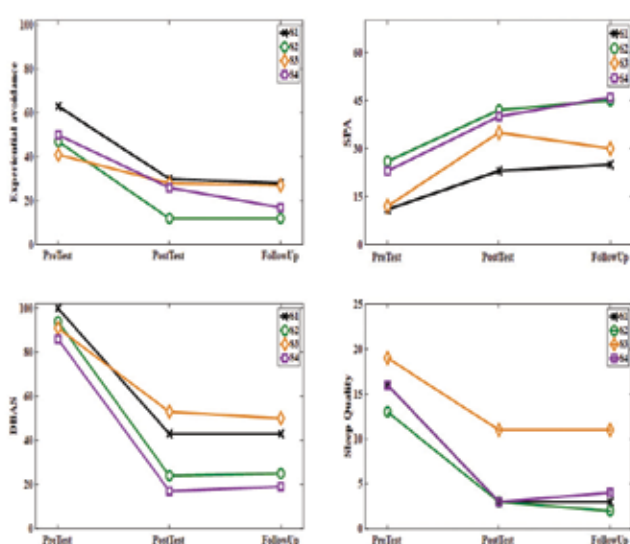 100
80
60
40
20
0
Experiential avoidance
PreTest PostTest FollowUp
S1
S2
S3
S4
60
45
30
15
0
SPA
PreTest PostTest FollowUp
S1
S2
S3
S4
100
80
60
40
20
0
DBAS
PreTest PostTest FollowUp
S1
S2
S3
S4
25
20
15
10
5
0
Sleep Quality
PreTest PostTest FollowUp
S1
S2
S3
S4